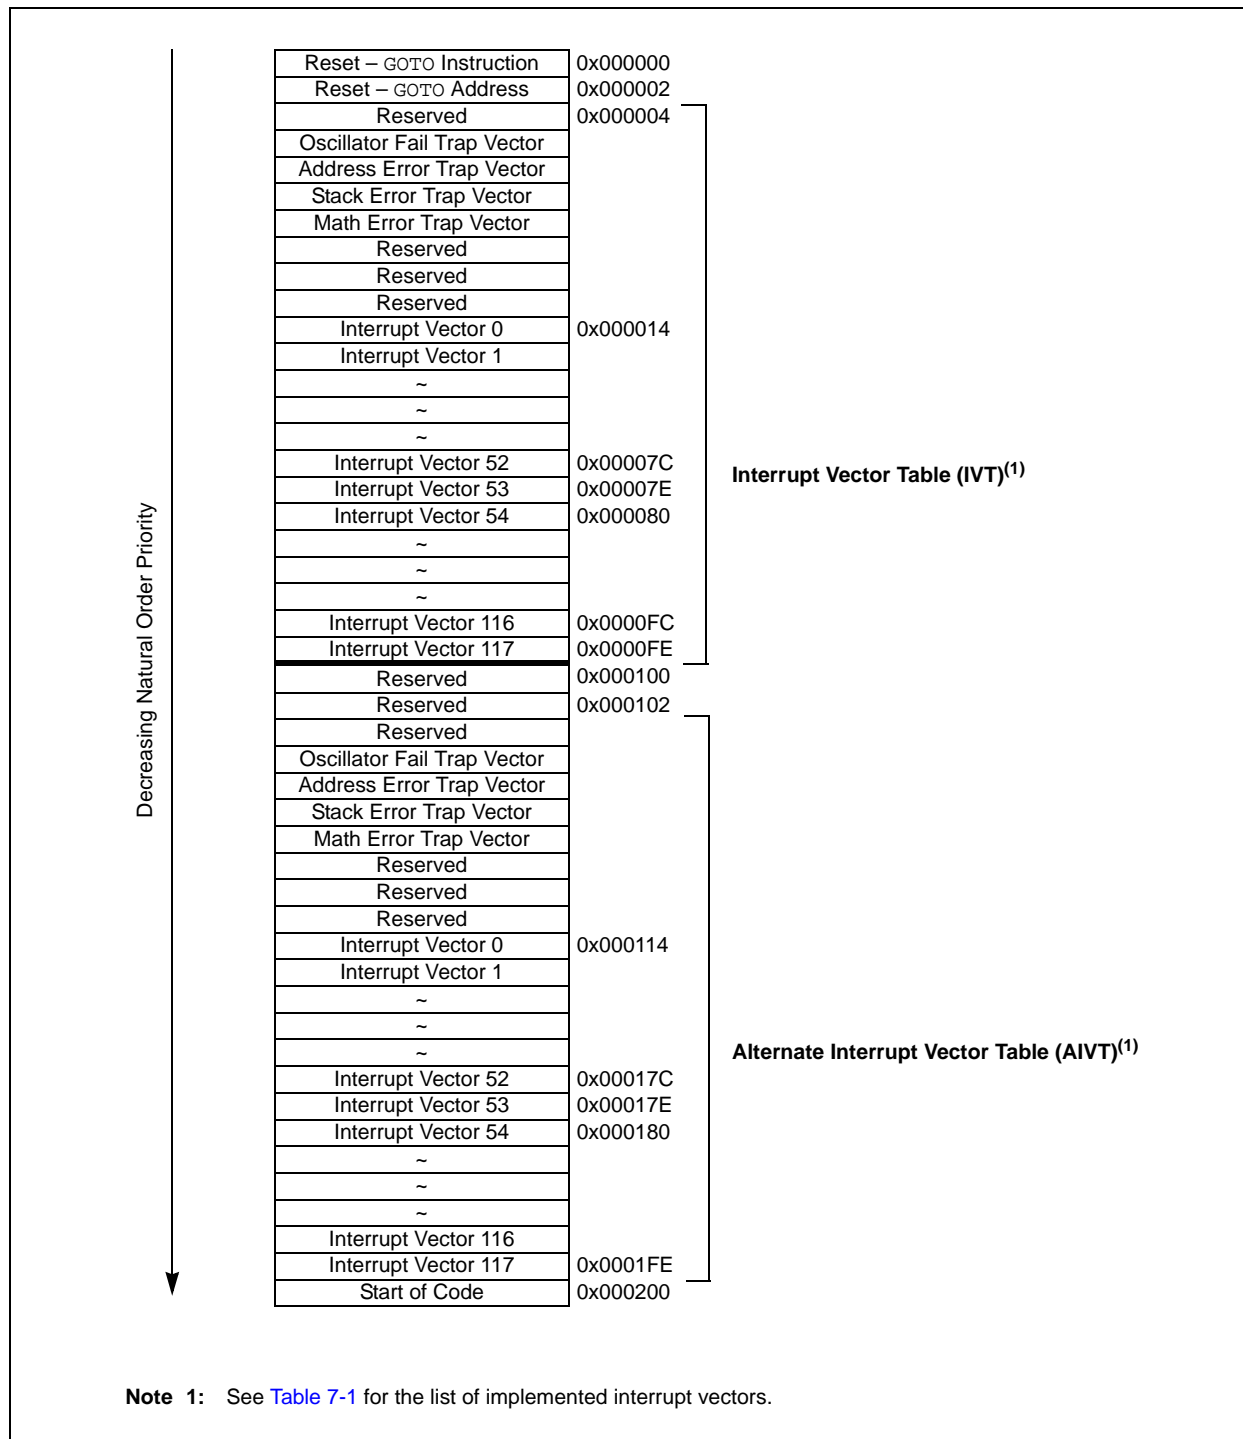 Reset – GOTO Instruction 0x000000
Reset – GOTO Address 0x000002
Reserved 0x000004
Oscillator Fail Trap Vector
Address Error Trap Vector
Stack Error Trap Vector
Math Error Trap Vector
Reserved
Reserved
Reserved
Interrupt Vector 0 0x000014
Interrupt Vector 1
~
~
~
Interrupt Vector 52 0x00007C
Interrupt Vector Table (IVT)(1)
Interrupt Vector 53 0x00007E
Interrupt Vector 54 0x000080
~
~
~
Interrupt Vector 116 0x0000FC
Interrupt Vector 117 0x0000FE
Decreasing Natural Order Priority
Reserved 0x000100
Reserved 0x000102
Reserved
Oscillator Fail Trap Vector
Address Error Trap Vector
Stack Error Trap Vector
Math Error Trap Vector
Reserved
Reserved
Reserved
Interrupt Vector 0 0x000114
Interrupt Vector 1
~
~
~
Alternate Interrupt Vector Table (AIVT)(1)
Interrupt Vector 52 0x00017C
Interrupt Vector 53 0x00017E
Interrupt Vector 54 0x000180
~
~
~
Interrupt Vector 116
Interrupt Vector 117 0x0001FE
Start of Code 0x000200
Note 1: See Table 7-1 for the list of implemented interrupt vectors.